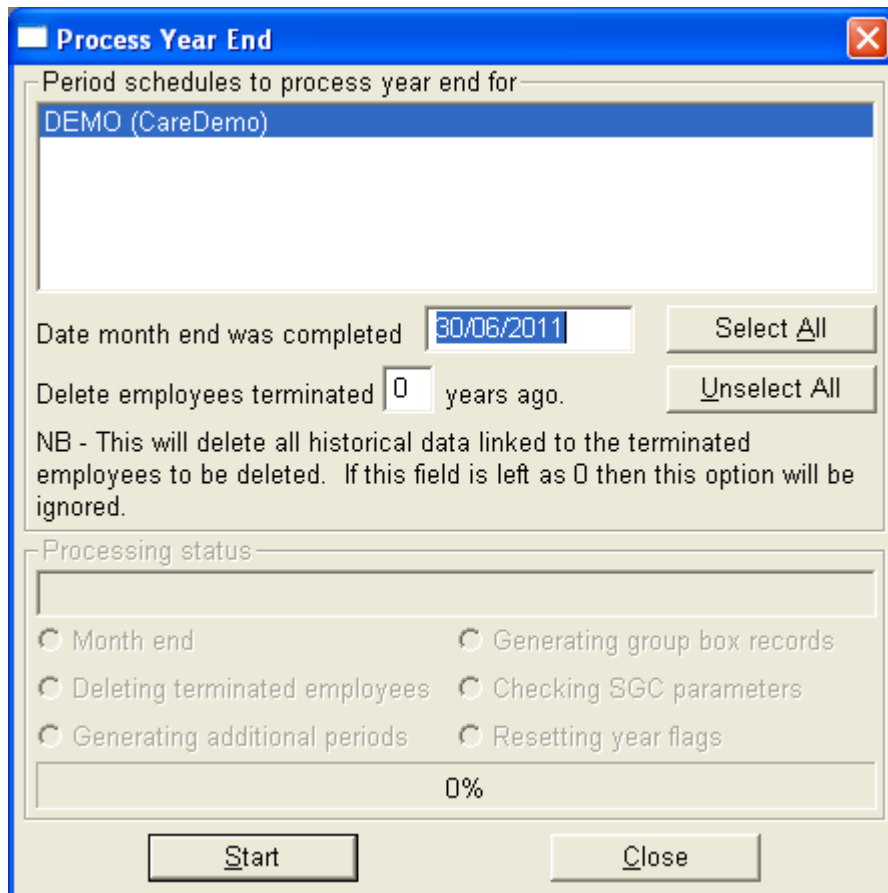 Process Year End
Period schedules to process year end for
DEMO (CareDemo)
Date month end was completed 30/06/2011 Select All
Delete employees terminated 0 years ago. Unselect All
NB - This will delete all historical data linked to the terminated
employees to be deleted. If this field is left as 0 then this option will be
ignored.
Processing status
Month end Generating group box records
Deleting terminated employees Checking SGC parameters
Generating additional periods Resetting year flags
0%
Start Close